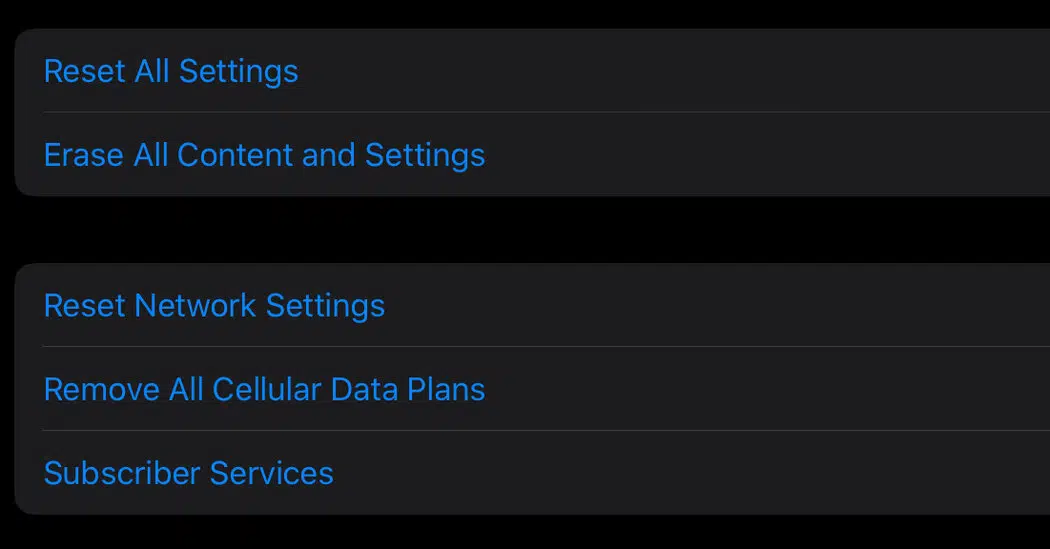 Reset All Settings
Erase All Content and Settings
Reset Network Settings
Remove All Cellular Data Plans
Subscriber Services